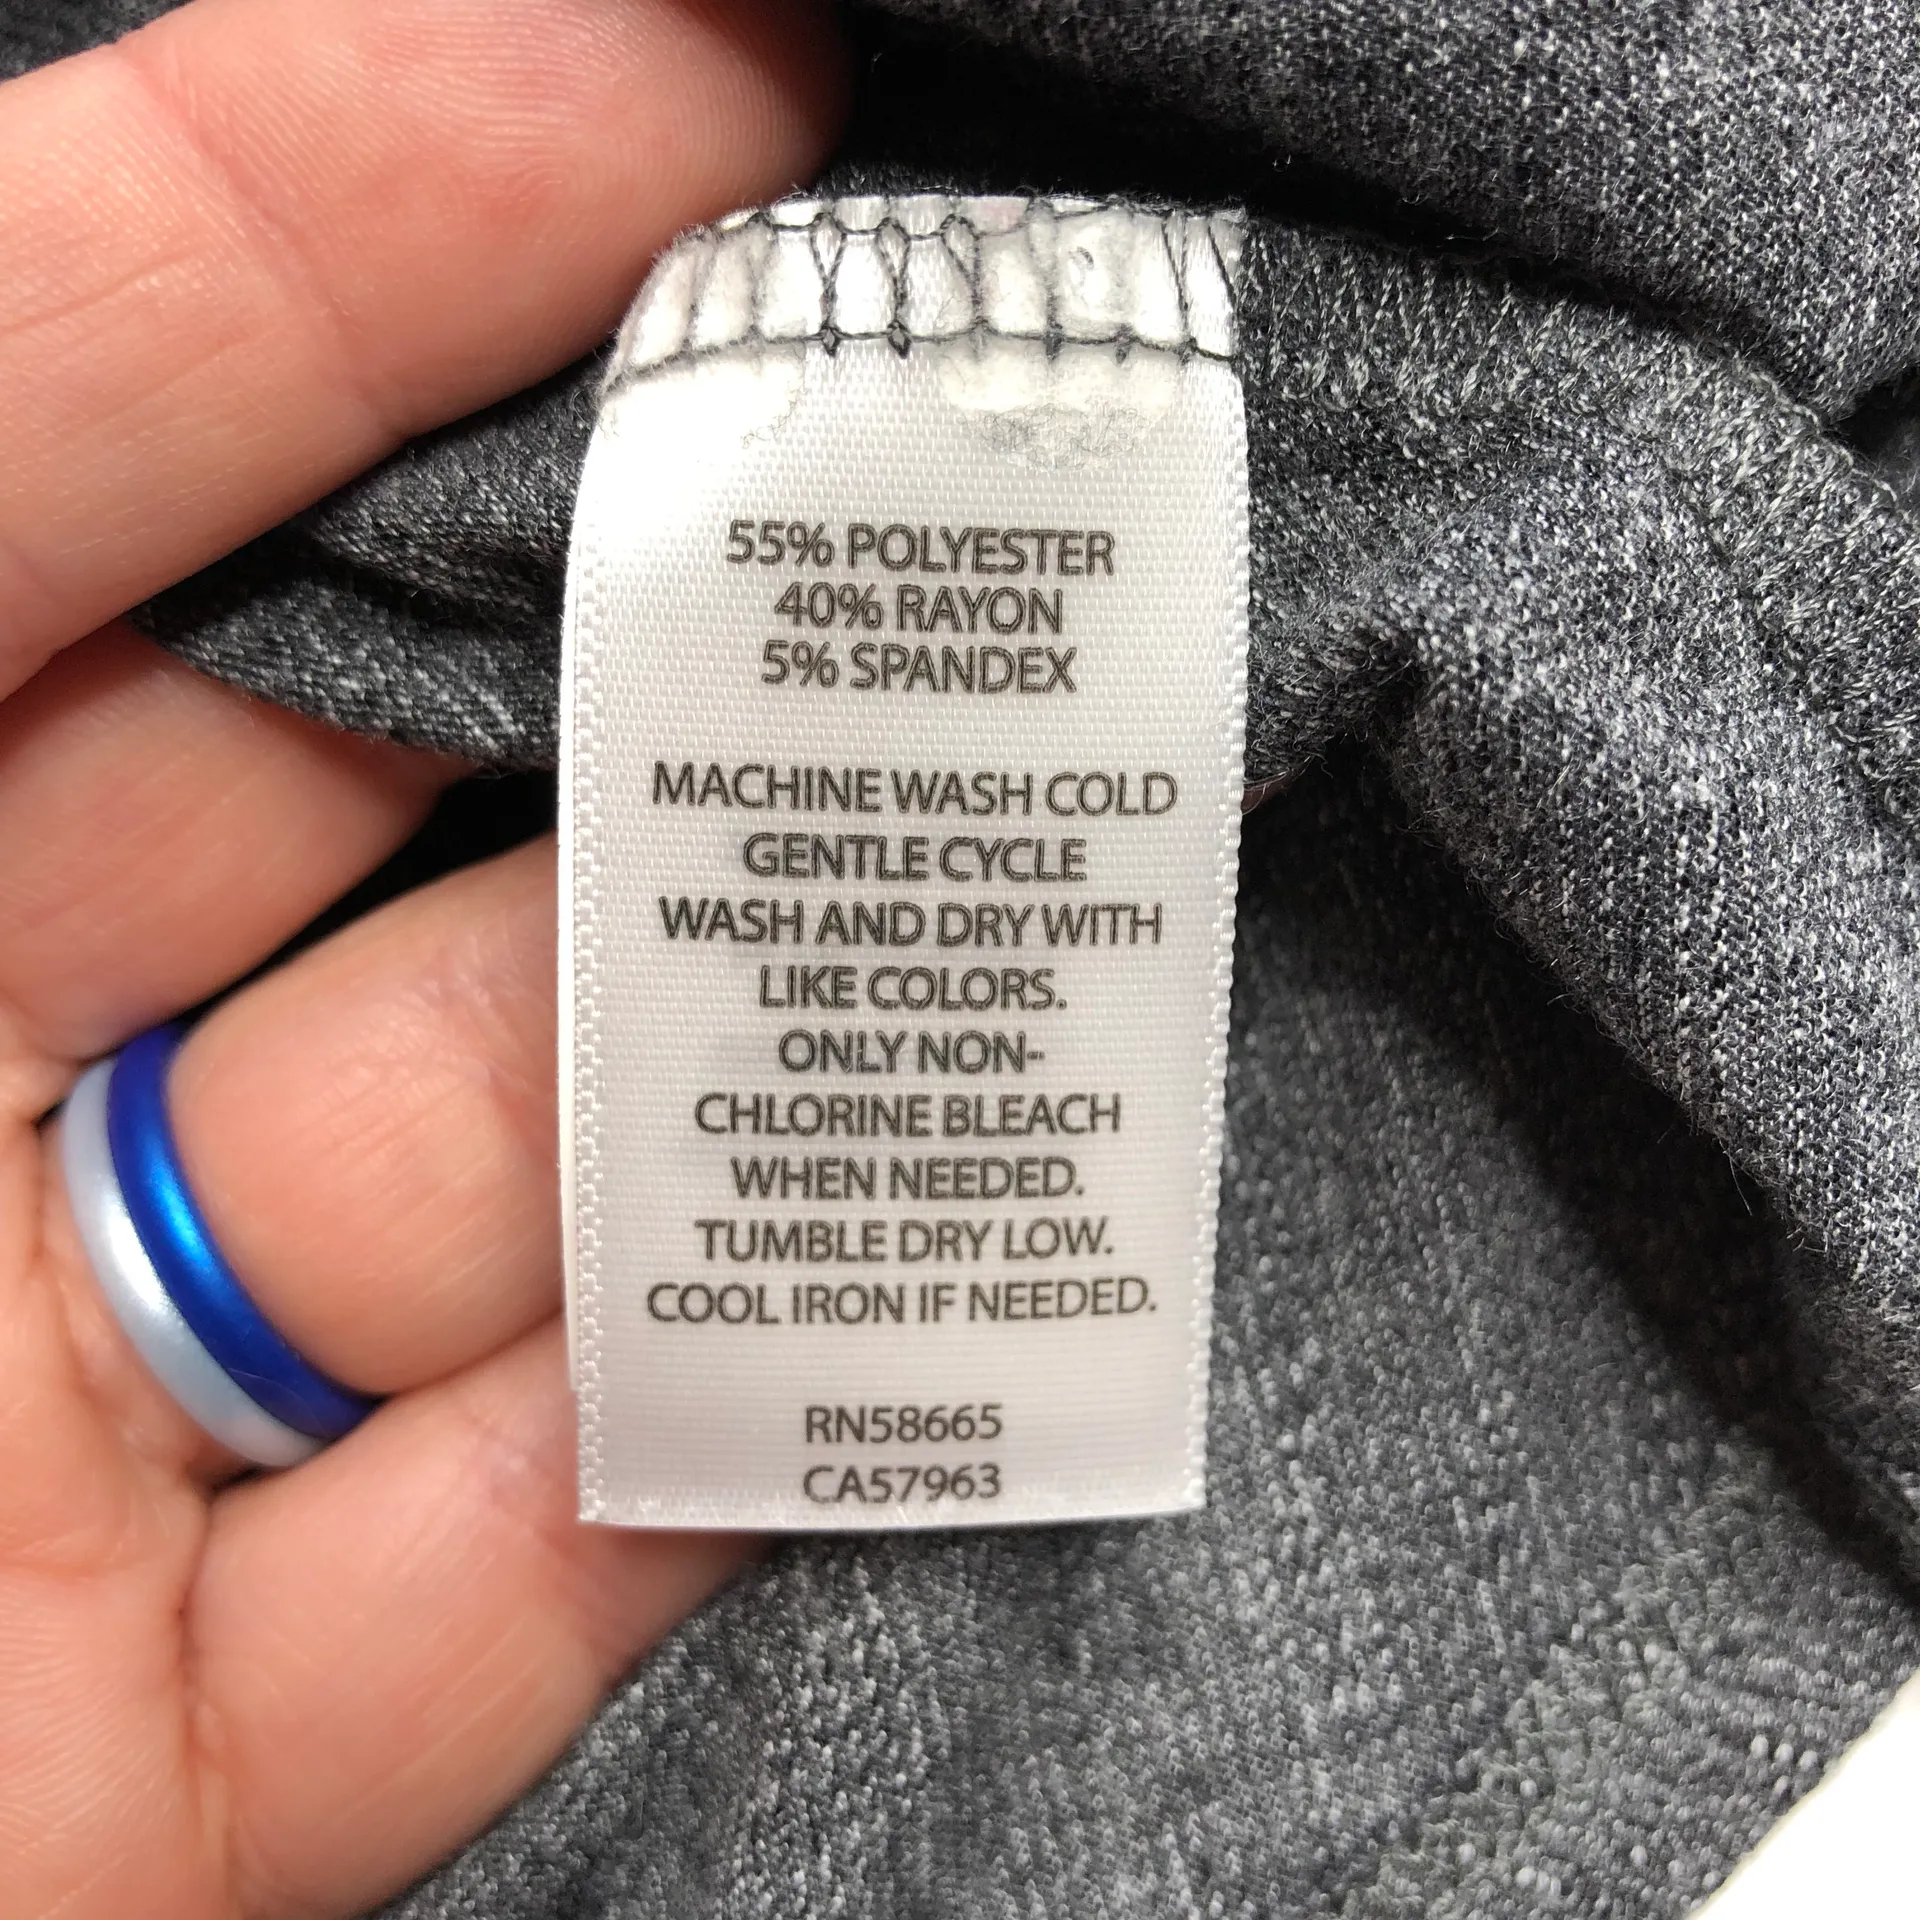 55% POLYESTER
40% RAYON
5% SPANDEX
MACHINE WASH COLD
GENTLE CYCLE
WASH AND DRY WITH
LIKE COLORS.
ONLY NON-
CHLORINE BLEACH
WHEN NEEDED.
TUMBLE DRY LOW.
COOL IRON IF NEEDED.
RN58665
CA57963